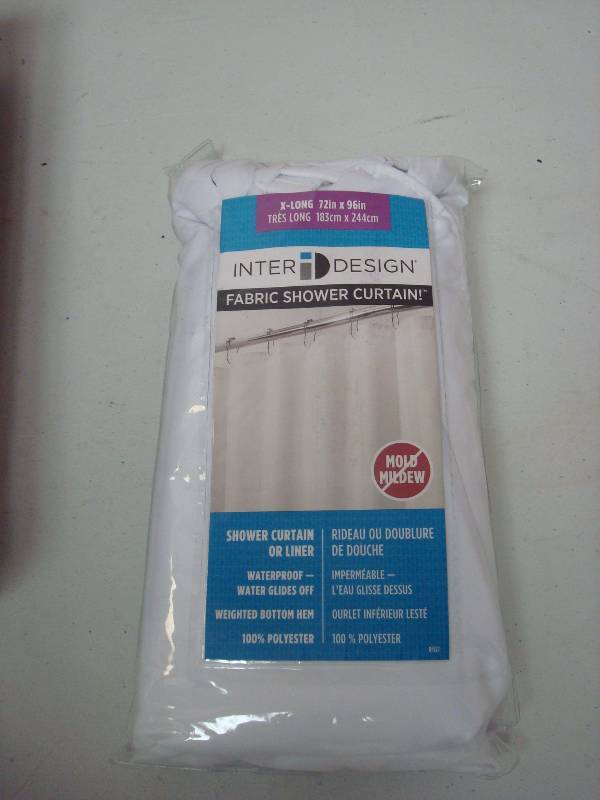 X-LONG 72in x 96in
TRÈS LONG 183cm x 244cm
INTER iD DESIGN®
FABRIC SHOWER CURTAIN!™
MOLD
MILDEW
SHOWER CURTAIN
OR LINER
WATERPROOF —
WATER GLIDES OFF
WEIGHTED BOTTOM HEM
100% POLYESTER
RIDEAU OU DOUBLURE
DE DOUCHE
IMPERMÉABLE —
L'EAU GLISSE DESSUS
OURLET INFÉRIEUR LESTÉ
100 % POLYESTER